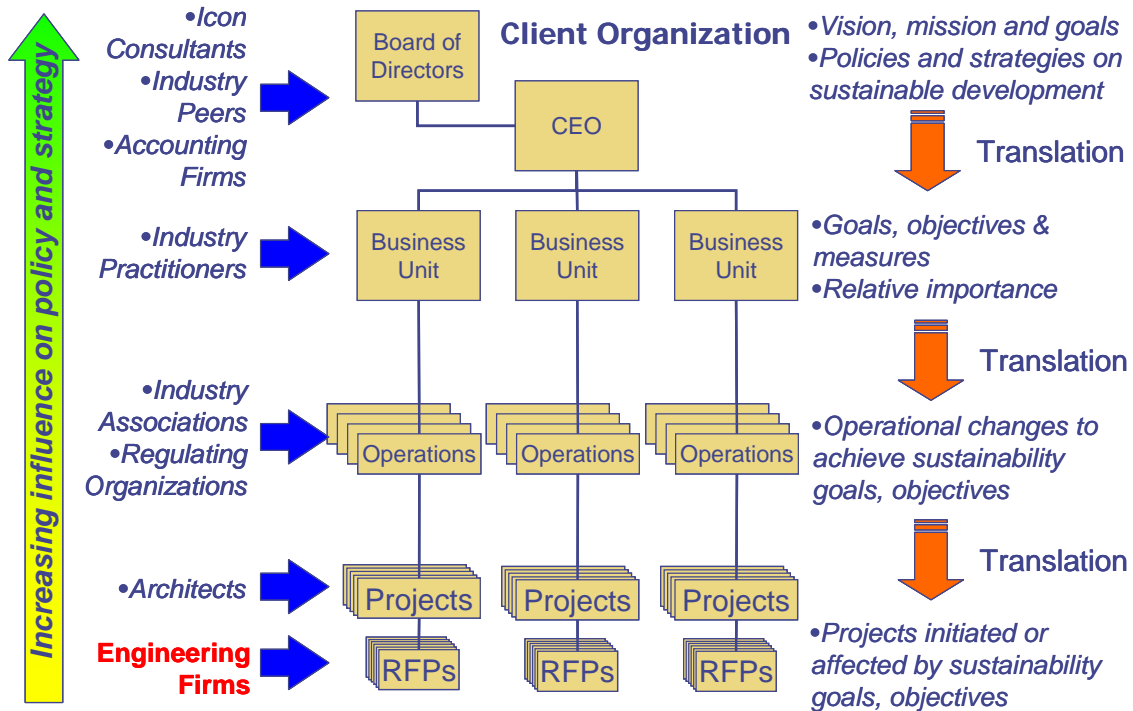 Increasing influence on policy and strategy
•Icon
Consultants
•Industry
Peers
•Accounting
Firms
Board of
Directors
Client Organization
CEO
•Vision, mission and goals
•Policies and strategies on
sustainable development
Translation
•Industry
Practitioners
Business
Unit
Business
Unit
Business
Unit
•Goals, objectives &
measures
•Relative importance
Translation
•Industry
Associations
•Regulating
Organizations
Operations
Operations
Operations
•Operational changes to
achieve sustainability
goals, objectives
Translation
•Architects
Projects
Projects
Projects
Engineering
Firms
RFPs
RFPs
RFPs
•Projects initiated or
affected by sustainability
goals, objectives